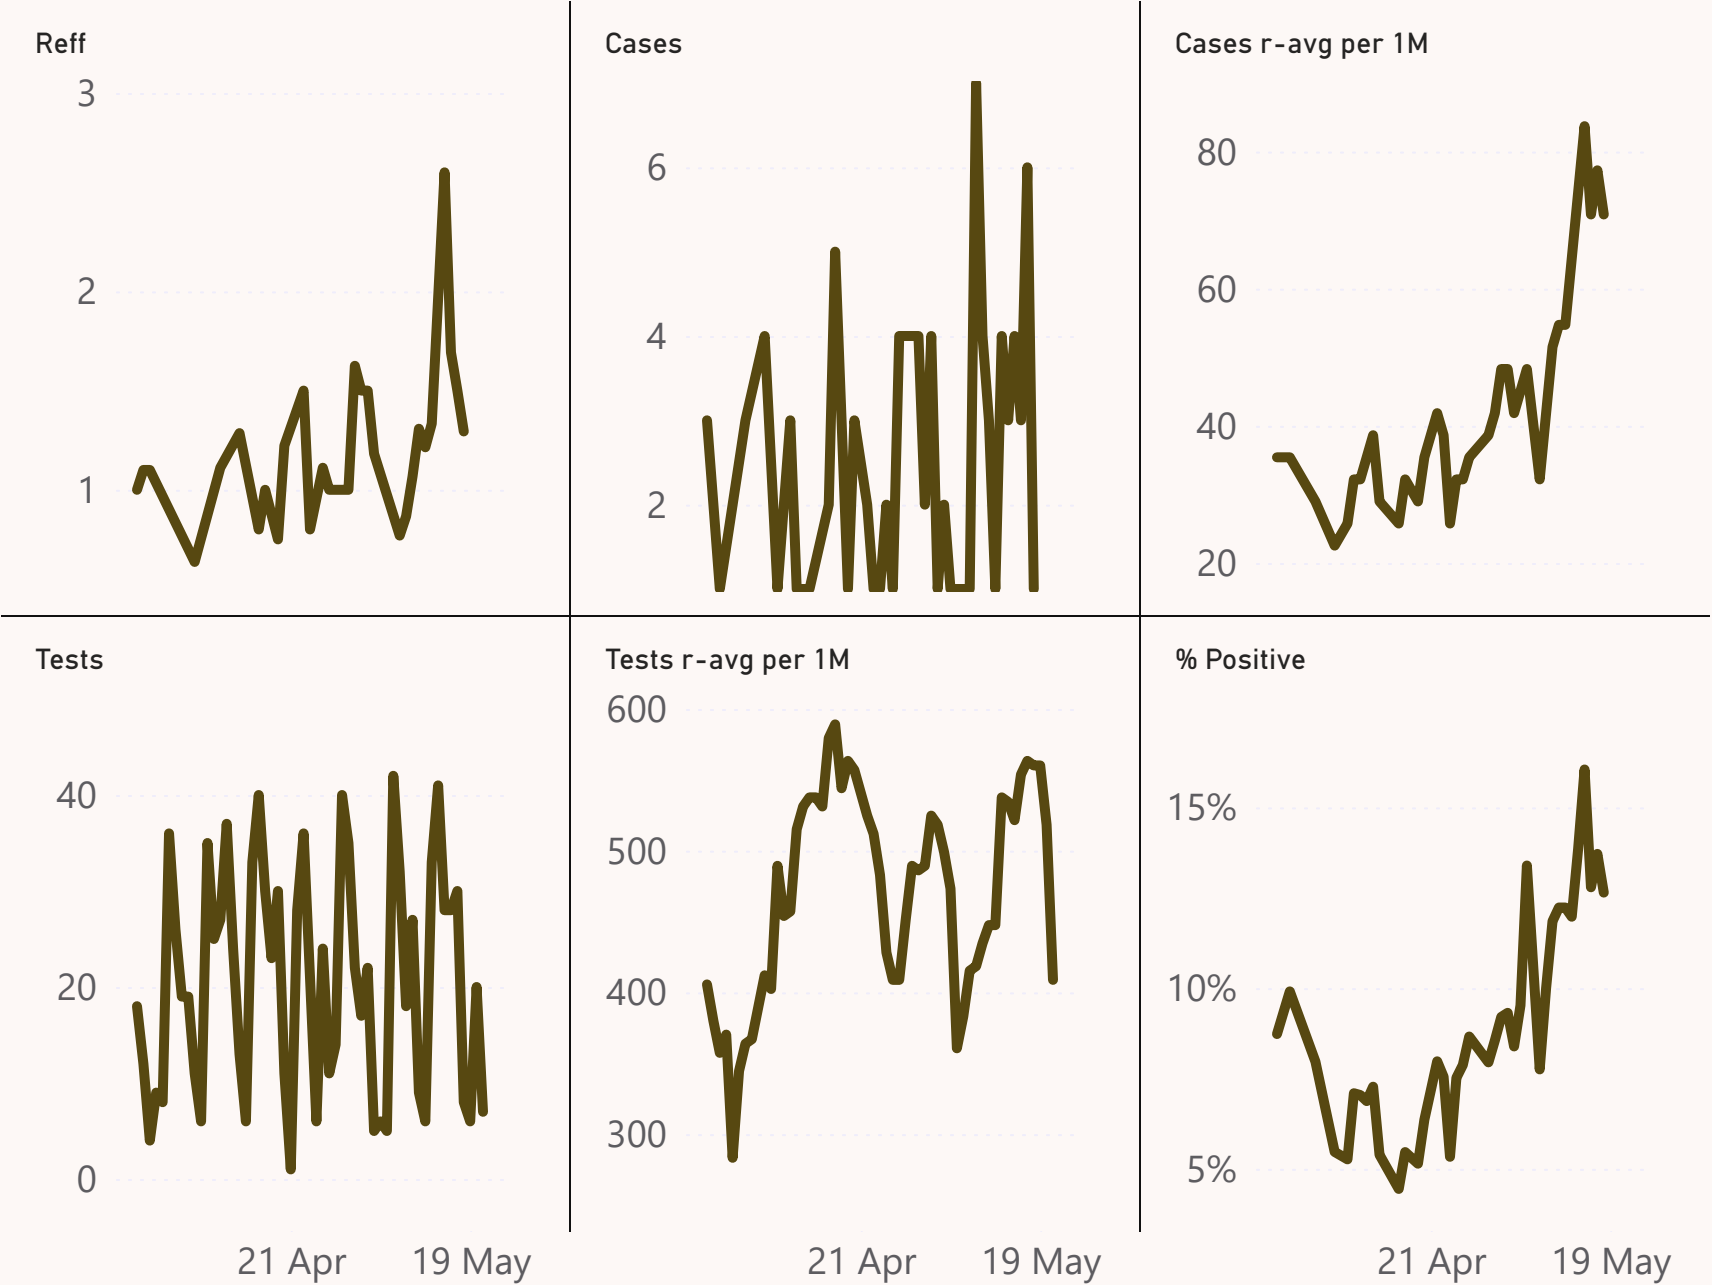 Reff
3
2
1
Cases
6
4
2
Cases r-avg per 1M
80
60
40
20
Tests
40
20
0
21 Apr
19 May
Tests r-avg per 1M
600
500
400
300
21 Apr
19 May
% Positive
15%
10%
5%
21 Apr
19 May